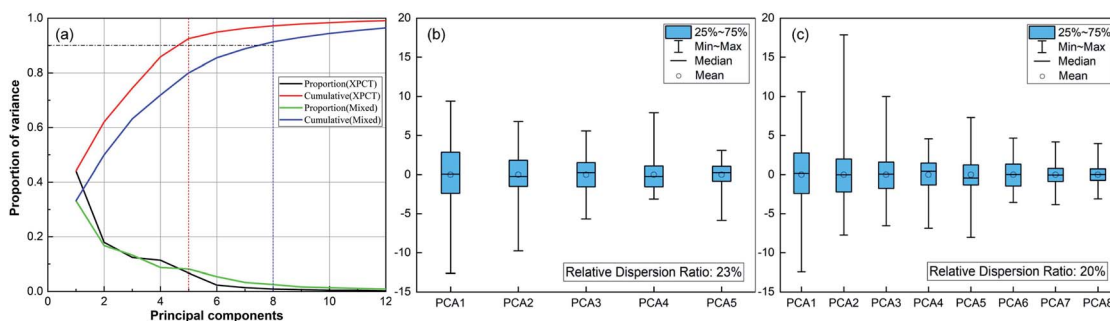 (a)
Proportion of variance
1.0
0.8
0.6
0.4
0.2
0.0
Proportion(XPCT)
Cumulative(XPCT)
Proportion(Mixed)
Cumulative(Mixed)
0 2 4 6 8 10 12
Principal components
(b)
20
15
10
5
0
-5
-10
-15
25%~75%
Min~Max
Median
Mean
Relative Dispersion Ratio: 23%
PCA1 PCA2 PCA3 PCA4 PCA5
(c)
20
15
10
5
0
-5
-10
-15
25%~75%
Min~Max
Median
Mean
Relative Dispersion Ratio: 20%
PCA1 PCA2 PCA3 PCA4 PCA5 PCA6 PCA7 PCA8